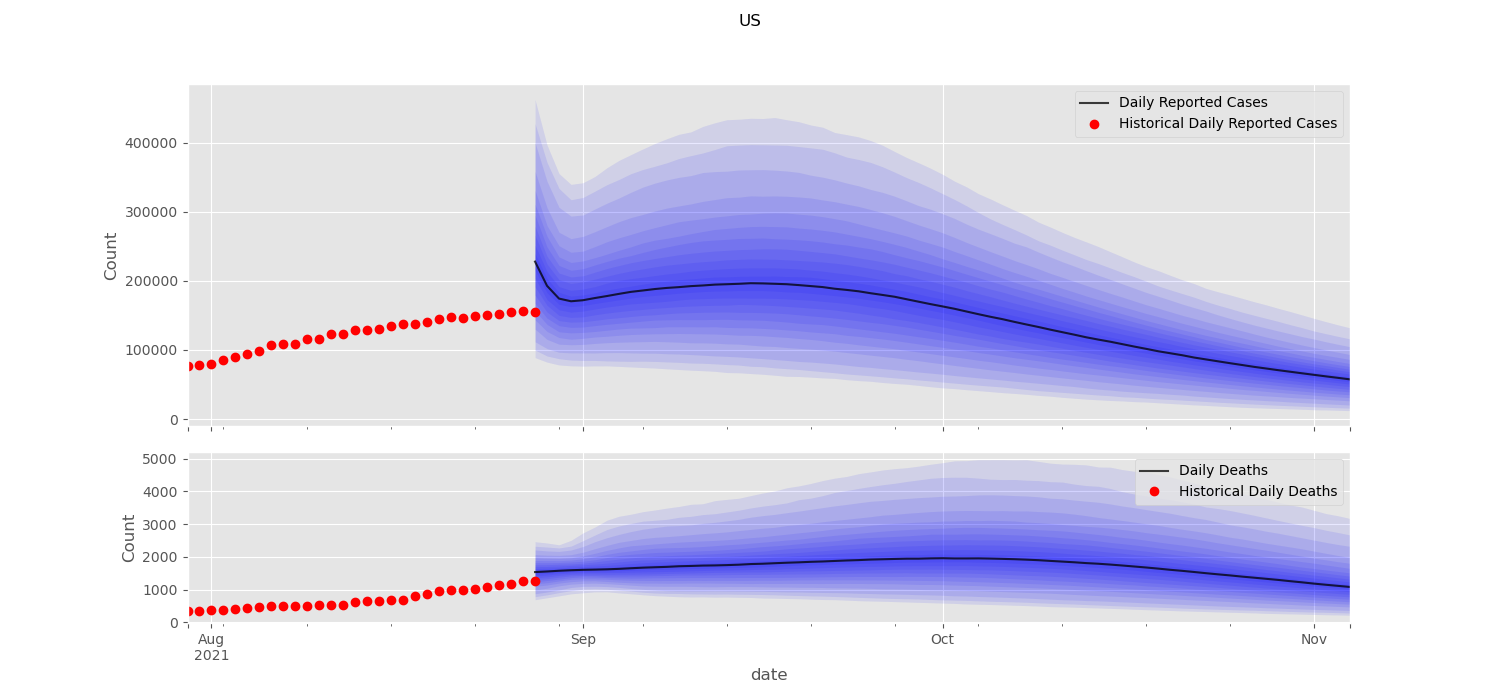 US
Daily Reported Cases
Historical Daily Reported Cases
400000
300000
200000
100000
0
Count
Daily Deaths
Historical Daily Deaths
5000
4000
3000
2000
1000
0
Count
Aug
2021
Sep
Oct
Nov
date